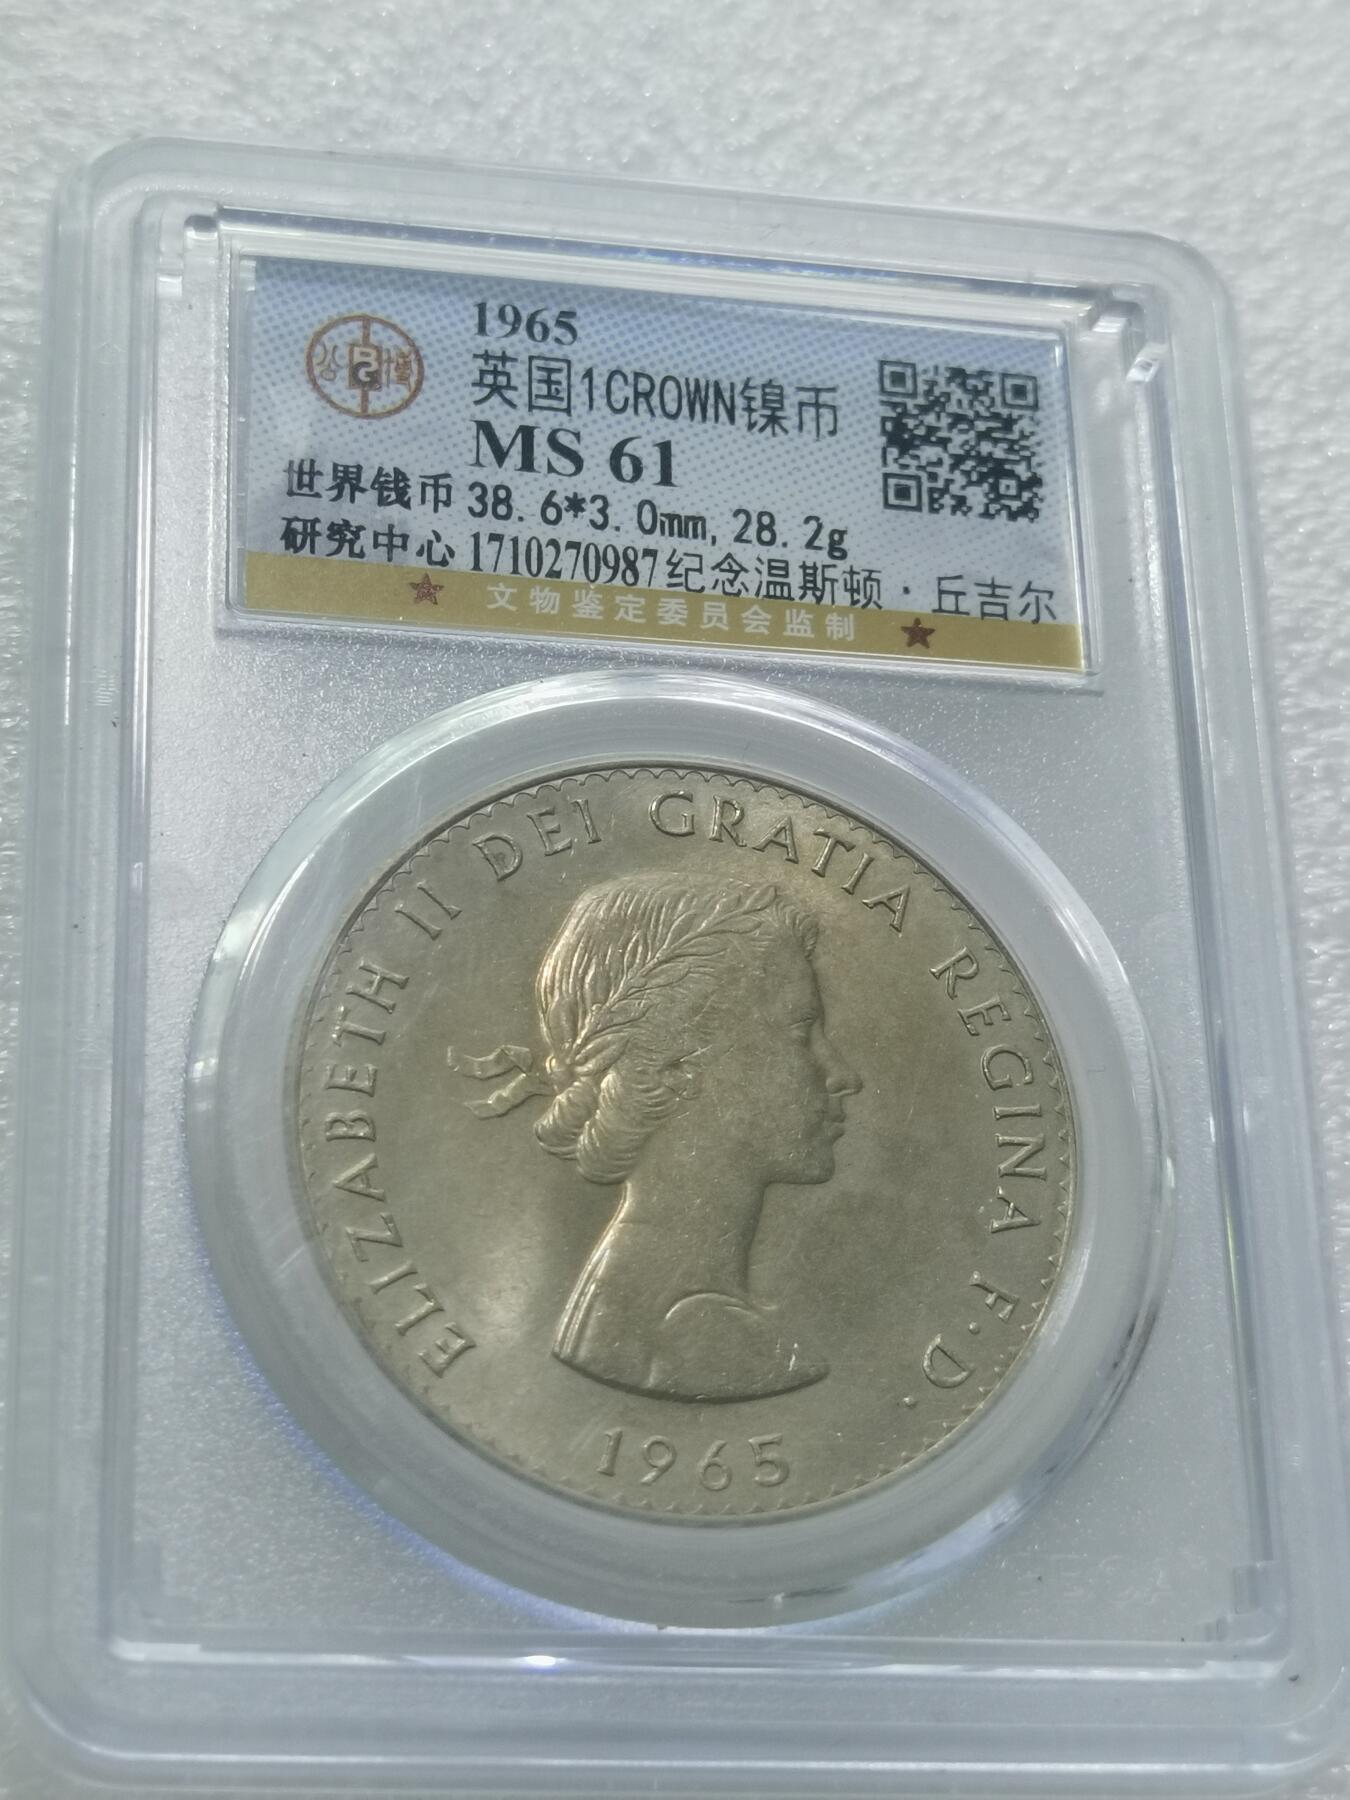 1965
英国1CROWN镍币
MS 61
世界钱币 38.6*3.0mm,28.2g
研究中心 1710270987纪念温斯顿·丘吉尔
公 BG 博
★ 文物鉴定委员会监制 ★
ELIZABETH II DEI GRATIA REGINA F.D.
1965